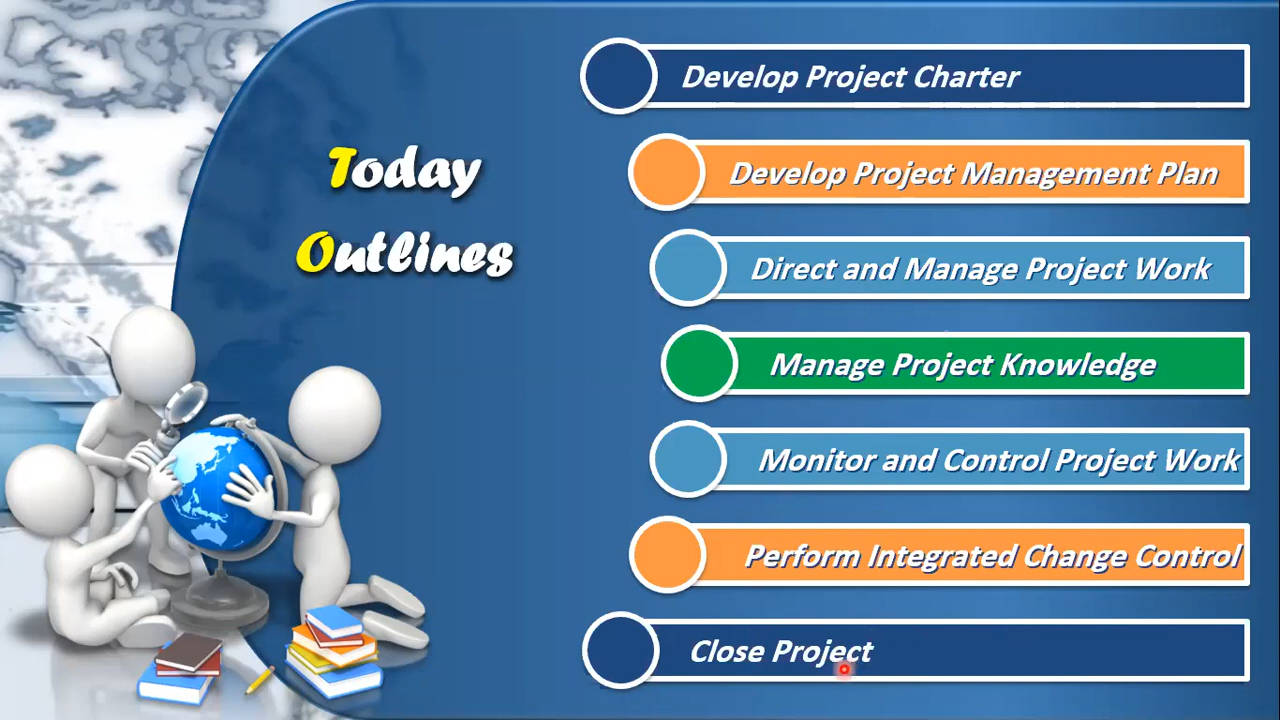 Today
Outlines
Develop Project Charter
Develop Project Management Plan
Direct and Manage Project Work
Manage Project Knowledge
Monitor and Control Project Work
Perform Integrated Change Control
Close Project